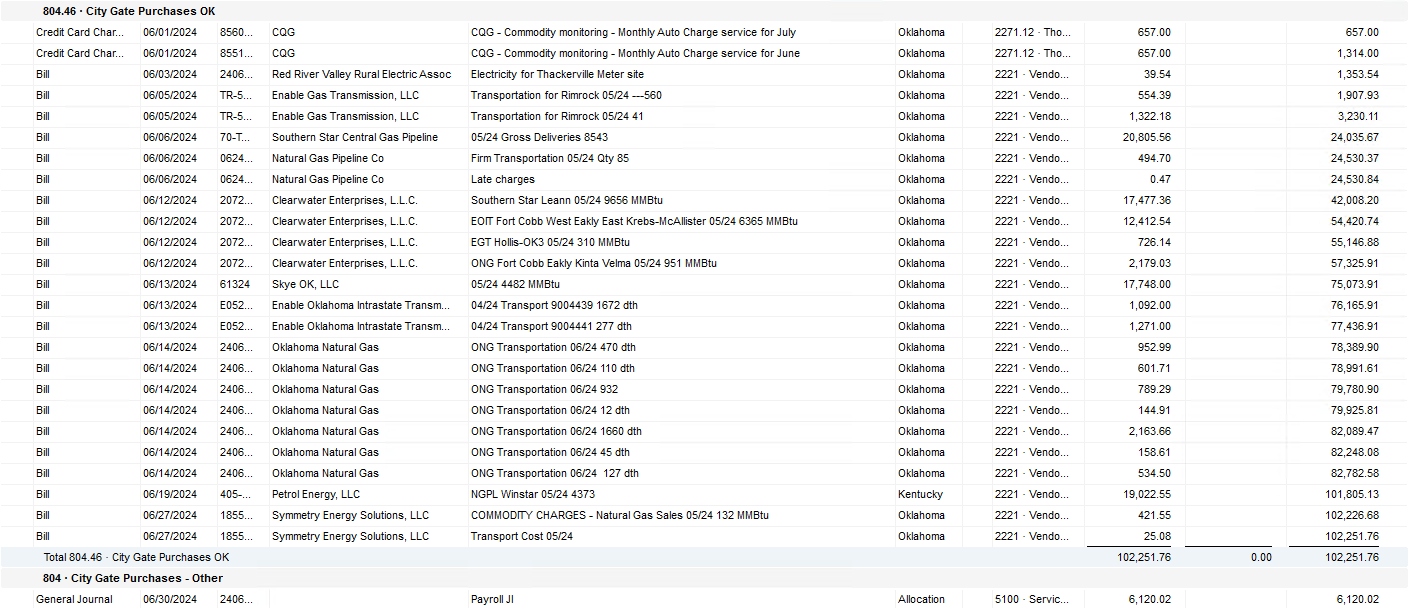 804.46 · City Gate Purchases OK
Credit Card Char... 06/01/2024 8560... CQG CQG - Commodity monitoring - Monthly Auto Charge service for July Oklahoma 2271.12 · Tho... 657.00 657.00
Credit Card Char... 06/01/2024 8551... CQG CQG - Commodity monitoring - Monthly Auto Charge service for June Oklahoma 2271.12 · Tho... 657.00 1,314.00
Bill 06/03/2024 2406... Red River Valley Rural Electric Assoc Electricity for Thackerville Meter site Oklahoma 2221 · Vendo... 39.54 1,353.54
Bill 06/05/2024 TR-5... Enable Gas Transmission, LLC Transportation for Rimrock 05/24 ---560 Oklahoma 2221 · Vendo... 554.39 1,907.93
Bill 06/05/2024 TR-5... Enable Gas Transmission, LLC Transportation for Rimrock 05/24 41 Oklahoma 2221 · Vendo... 1,322.18 3,230.11
Bill 06/06/2024 70-T... Southern Star Central Gas Pipeline 05/24 Gross Deliveries 8543 Oklahoma 2221 · Vendo... 20,805.56 24,035.67
Bill 06/06/2024 0624... Natural Gas Pipeline Co Firm Transportation 05/24 Qty 85 Oklahoma 2221 · Vendo... 494.70 24,530.37
Bill 06/06/2024 0624... Natural Gas Pipeline Co Late charges Oklahoma 2221 · Vendo... 0.47 24,530.84
Bill 06/12/2024 2072... Clearwater Enterprises, L.L.C. Southern Star Leann 05/24 9656 MMBtu Oklahoma 2221 · Vendo... 17,477.36 42,008.20
Bill 06/12/2024 2072... Clearwater Enterprises, L.L.C. EOIT Fort Cobb West Eakly East Krebs-McAllister 05/24 6365 MMBtu Oklahoma 2221 · Vendo... 12,412.54 54,420.74
Bill 06/12/2024 2072... Clearwater Enterprises, L.L.C. EGT Hollis-OK3 05/24 310 MMBtu Oklahoma 2221 · Vendo... 726.14 55,146.88
Bill 06/12/2024 2072... Clearwater Enterprises, L.L.C. ONG Fort Cobb Eakly Kinta Velma 05/24 951 MMBtu Oklahoma 2221 · Vendo... 2,179.03 57,325.91
Bill 06/13/2024 61324 Skye OK, LLC 05/24 4482 MMBtu Oklahoma 2221 · Vendo... 17,748.00 75,073.91
Bill 06/13/2024 E052... Enable Oklahoma Intrastate Transm... 04/24 Transport 9004439 1672 dth Oklahoma 2221 · Vendo... 1,092.00 76,165.91
Bill 06/13/2024 E052... Enable Oklahoma Intrastate Transm... 04/24 Transport 9004441 277 dth Oklahoma 2221 · Vendo... 1,271.00 77,436.91
Bill 06/14/2024 2406... Oklahoma Natural Gas ONG Transportation 06/24 470 dth Oklahoma 2221 · Vendo... 952.99 78,389.90
Bill 06/14/2024 2406... Oklahoma Natural Gas ONG Transportation 06/24 110 dth Oklahoma 2221 · Vendo... 601.71 78,991.61
Bill 06/14/2024 2406... Oklahoma Natural Gas ONG Transportation 06/24 932 Oklahoma 2221 · Vendo... 789.29 79,780.90
Bill 06/14/2024 2406... Oklahoma Natural Gas ONG Transportation 06/24 12 dth Oklahoma 2221 · Vendo... 144.91 79,925.81
Bill 06/14/2024 2406... Oklahoma Natural Gas ONG Transportation 06/24 1660 dth Oklahoma 2221 · Vendo... 2,163.66 82,089.47
Bill 06/14/2024 2406... Oklahoma Natural Gas ONG Transportation 06/24 45 dth Oklahoma 2221 · Vendo... 158.61 82,248.08
Bill 06/14/2024 2406... Oklahoma Natural Gas ONG Transportation 06/24 127 dth Oklahoma 2221 · Vendo... 534.50 82,782.58
Bill 06/19/2024 405-... Petrol Energy, LLC NGPL Winstar 05/24 4373 Kentucky 2221 · Vendo... 19,022.55 101,805.13
Bill 06/27/2024 1855... Symmetry Energy Solutions, LLC COMMODITY CHARGES - Natural Gas Sales 05/24 132 MMBtu Oklahoma 2221 · Vendo... 421.55 102,226.68
Bill 06/27/2024 1855... Symmetry Energy Solutions, LLC Transport Cost 05/24 Oklahoma 2221 · Vendo... 25.08 102,251.76
Total 804.46 · City Gate Purchases OK 102,251.76 0.00 102,251.76
804 · City Gate Purchases - Other
General Journal 06/30/2024 2406... Payroll Jl Allocation 5100 · Servic... 6,120.02 6,120.02